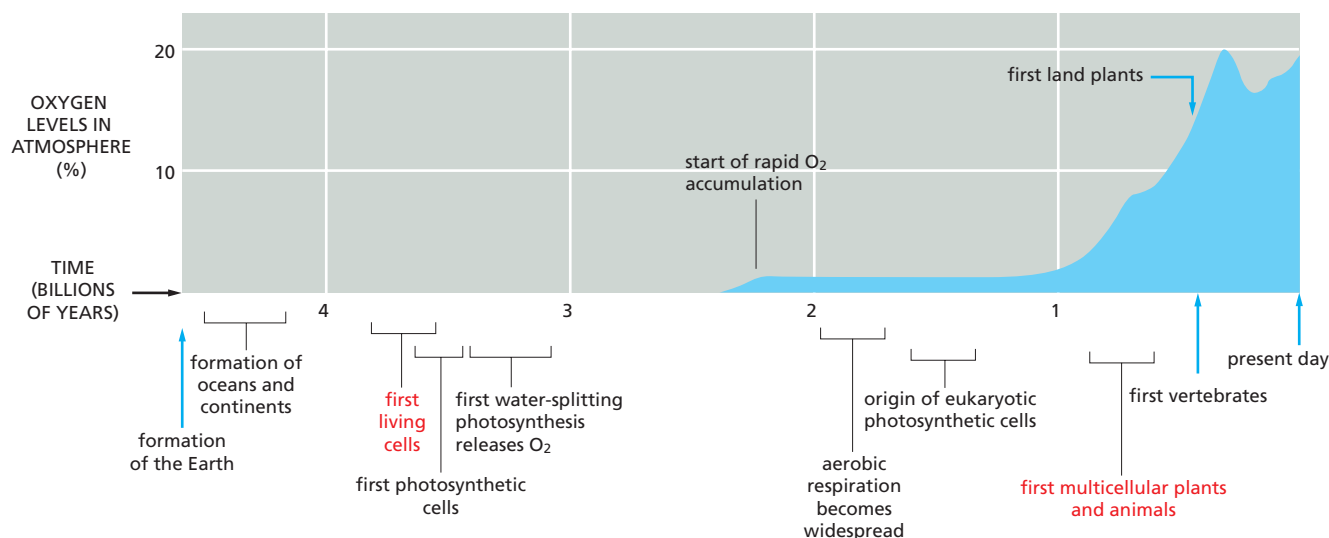 20
first land plants
OXYGEN
LEVELS IN
ATMOSPHERE
(%)
10
start of rapid O₂
accumulation
TIME
(BILLIONS
OF YEARS)
4
3
2
1
formation of
oceans and
continents
formation
of the Earth
first
living
cells
first photosynthetic
cells
first water-splitting
photosynthesis
releases O₂
aerobic
respiration
becomes
widespread
origin of eukaryotic
photosynthetic cells
first multicellular plants
and animals
first vertebrates
present day